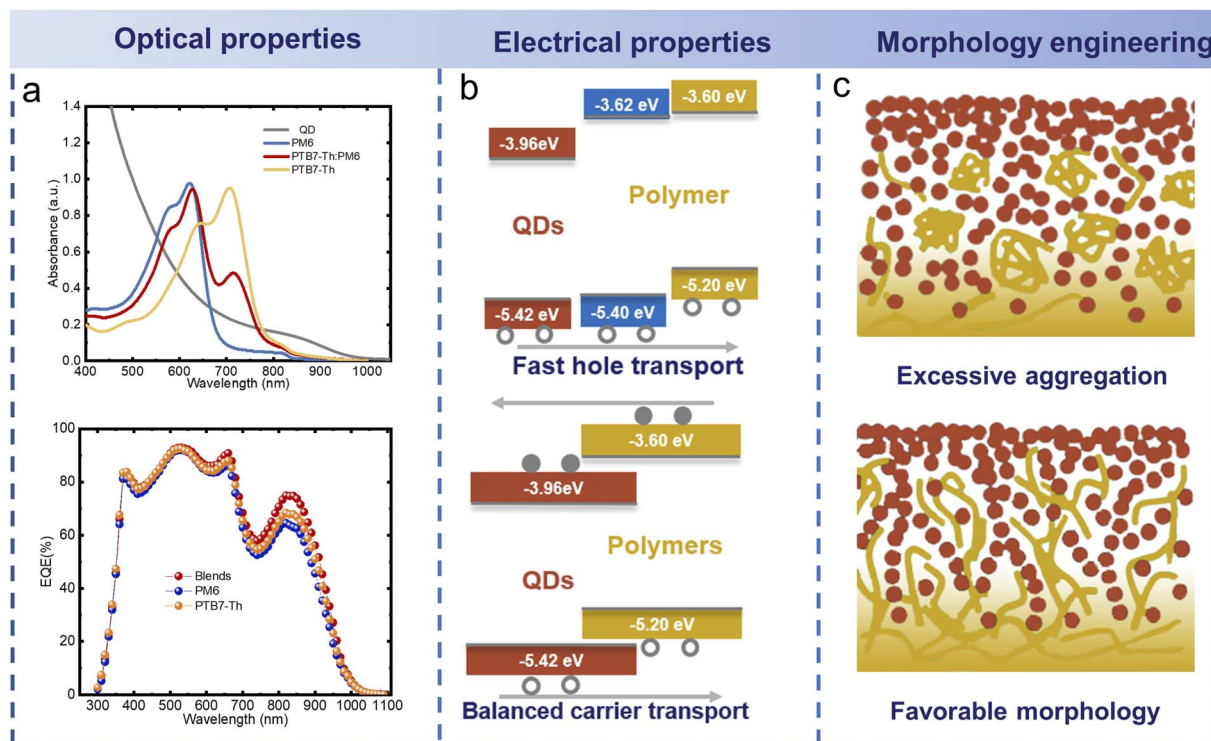 Optical properties
Electrical properties
Morphology engineering
a
1.4
1.2
1.0
0.8
0.6
0.4
0.2
0.0
Absorbance (a.u.)
QD
PM6
PTB7-Th:PM6
PTB7-Th
400 500 600 700 800 900 1000
Wavelength (nm)
100
80
60
40
20
0
EQE(%)
Blends
PM6
PTB7-Th
300 400 500 600 700 800 900 1000 1100
Wavelength (nm)
b
-3.96eV
-3.62 eV
-3.60 eV
Polymer
QDs
-5.42 eV
-5.40 eV
-5.20 eV
Fast hole transport
-3.60 eV
-3.96eV
Polymers
QDs
-5.20 eV
-5.42 eV
Balanced carrier transport
c
Excessive aggregation
Favorable morphology